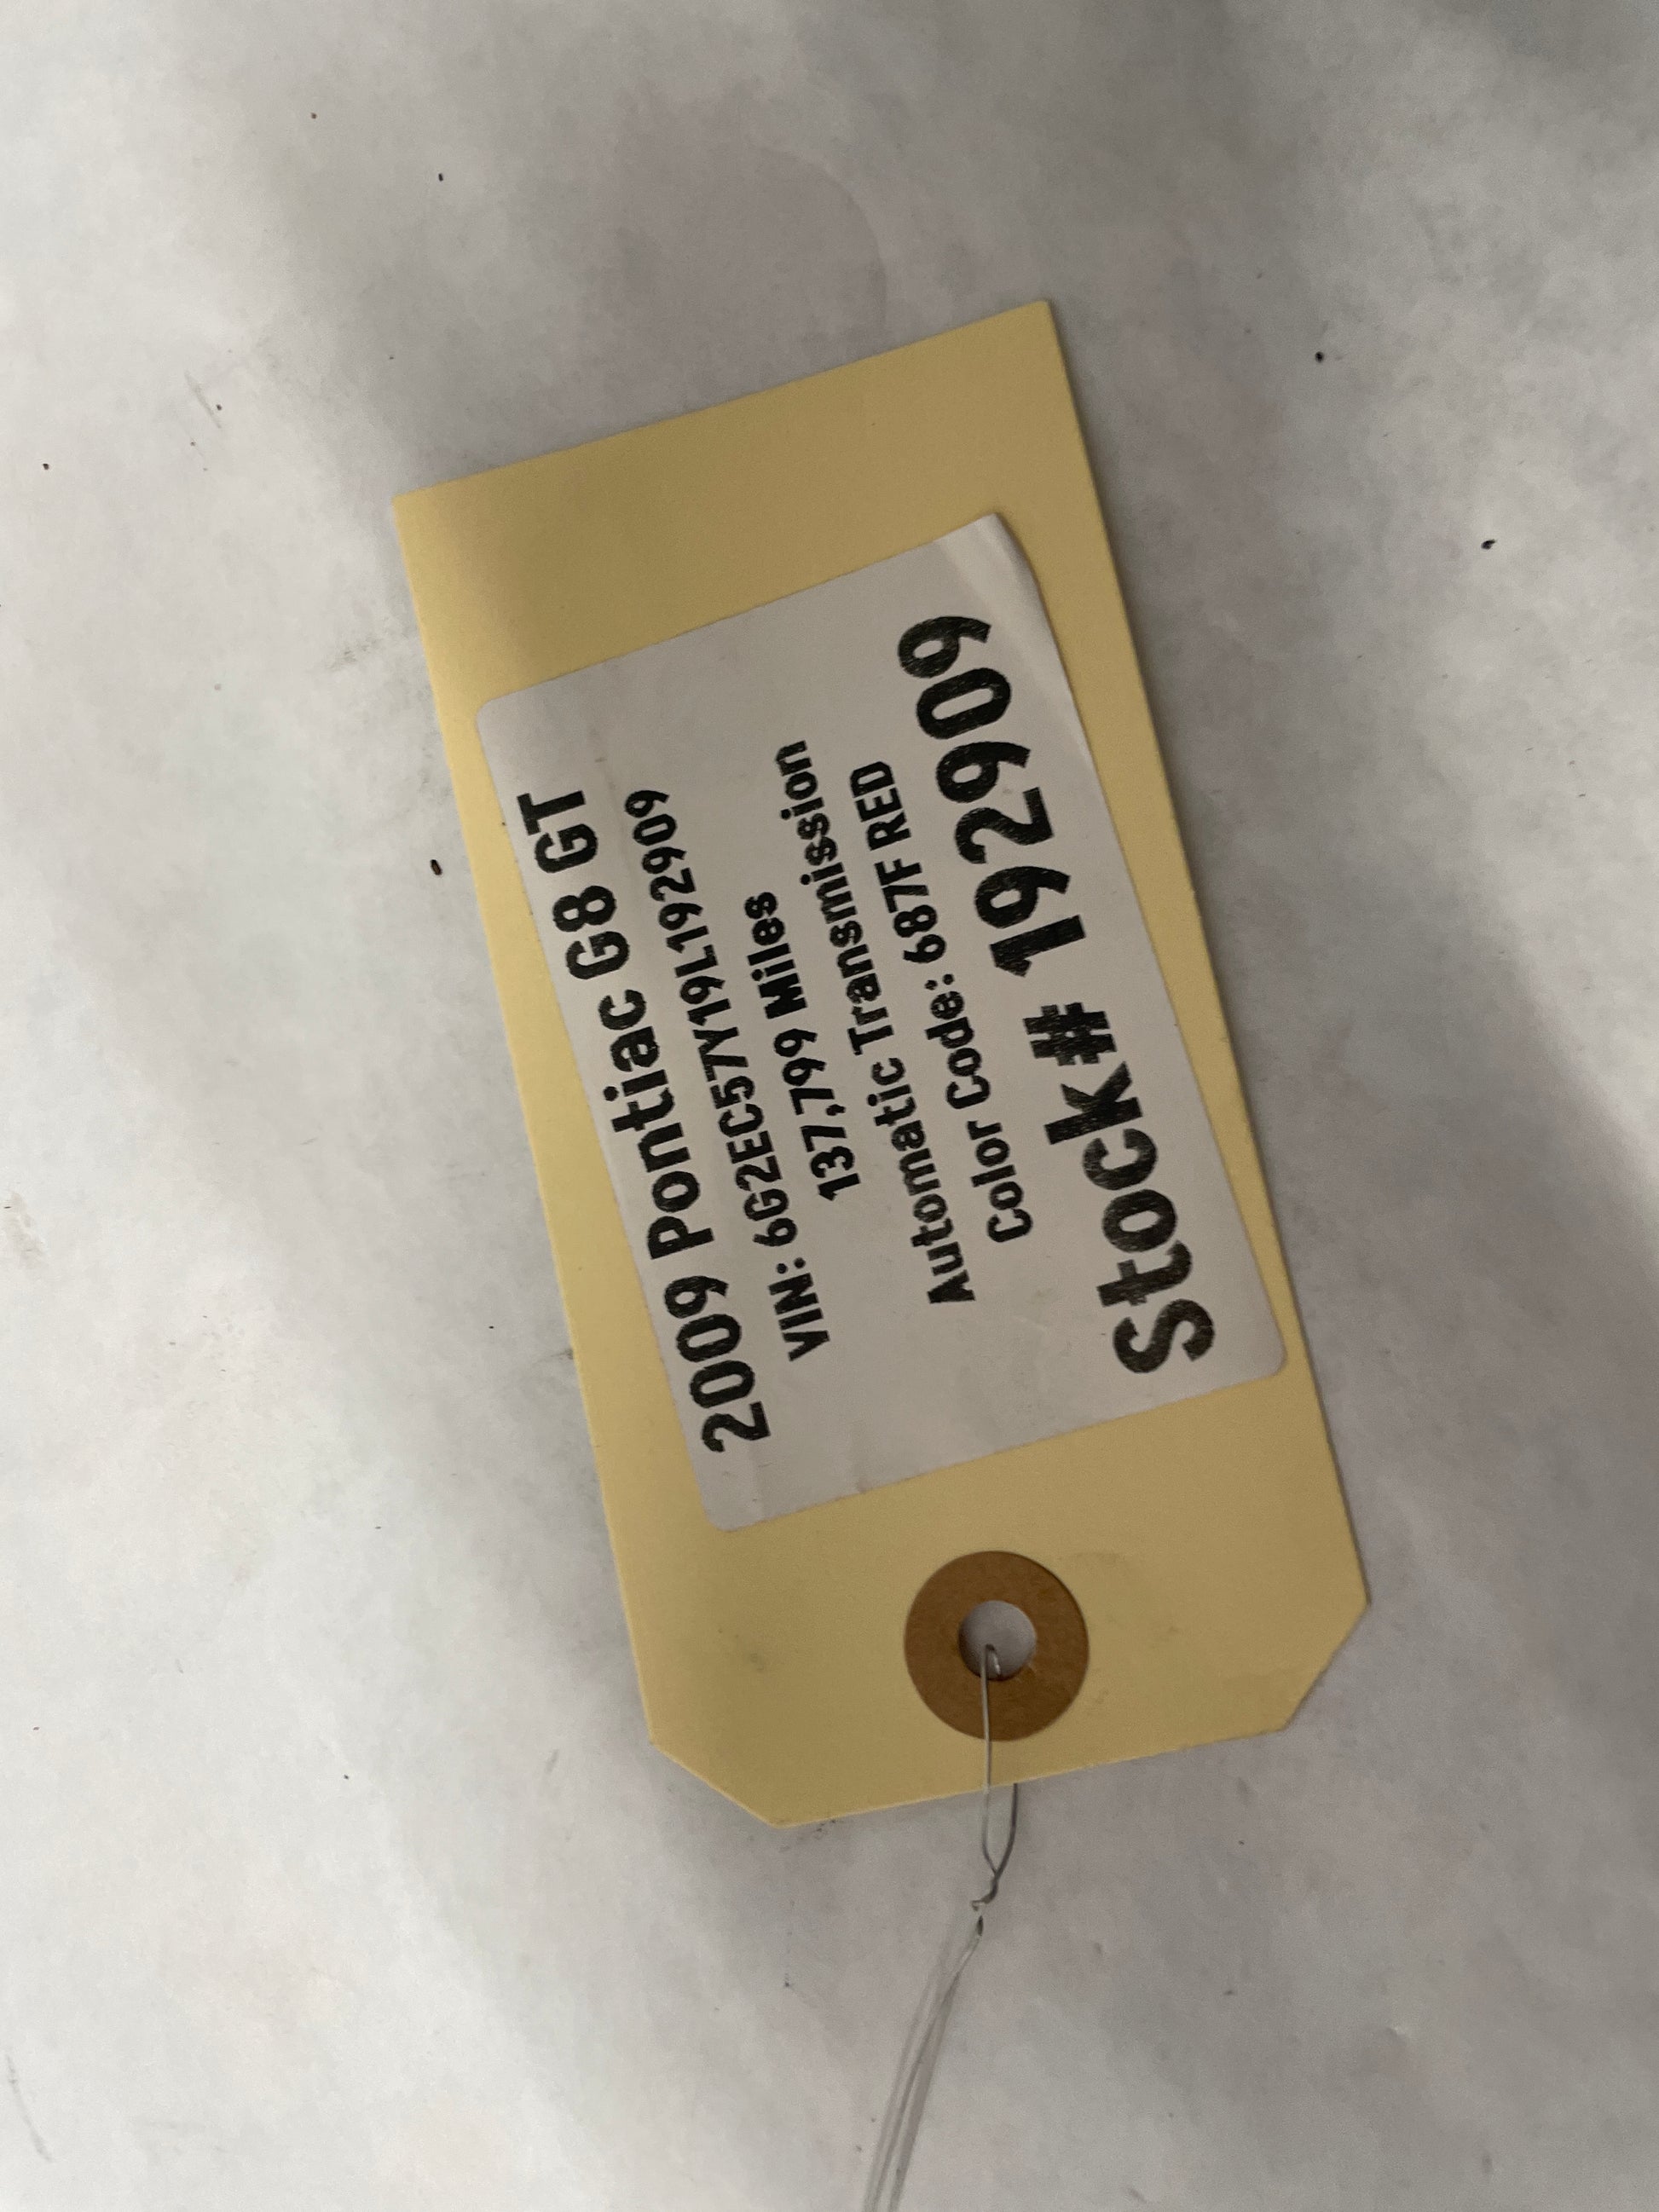 2009 Pontiac G8 GT
VIN: 6G2EC57Y19L192909
137,799 Miles
Automatic Transmission
Color Code: 687F RED
Stock# 192909